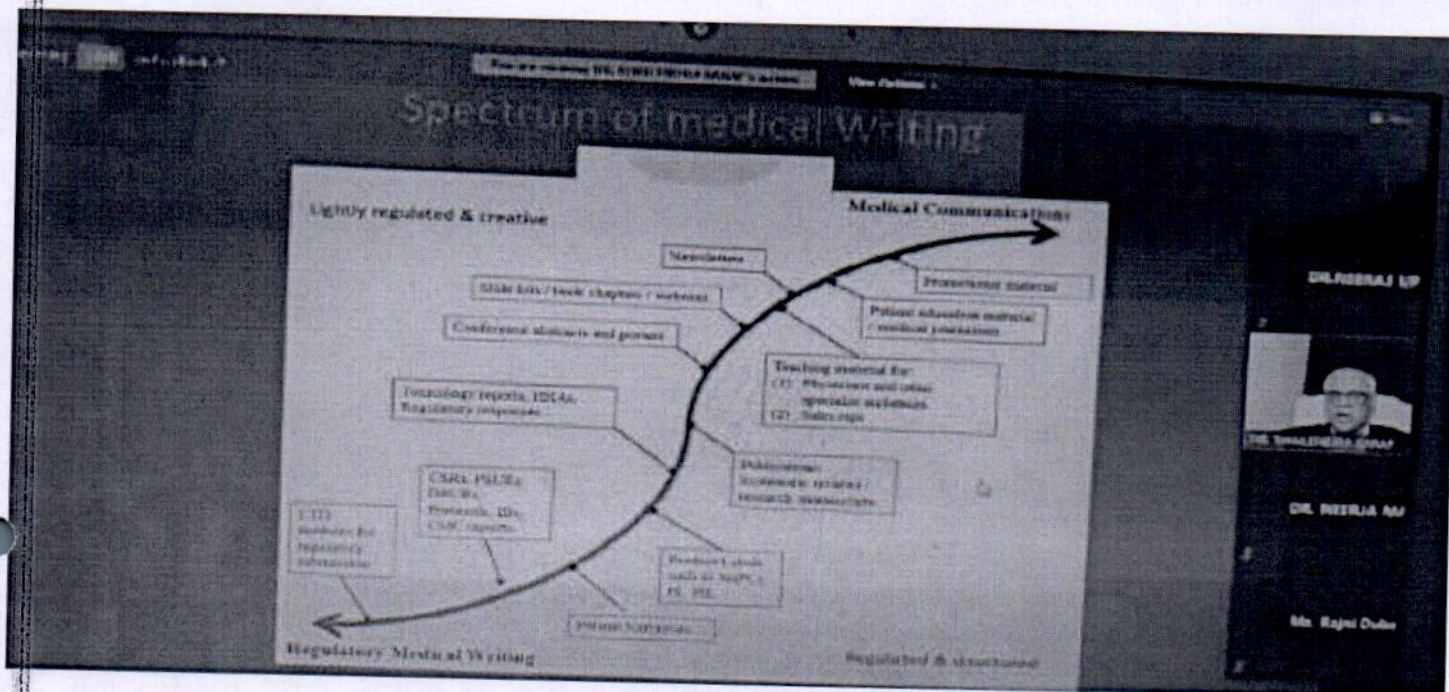 View Options
Spectrum of medical Writing
Lightly regulated & creative
Medical Communications
Newsletters
Promotional material
Slide kits / book chapters / websites
Patient education material
/ medical journalism
Conference abstracts and posters
Teaching material for:
(1) Physicians and other
specialist audiences
(2) Sales reps
Toxicology reports,
Regulatory responses
Publications:
Systematic reviews /
research manuscripts
CSRs, PSURs,
DSURs,
Protocols, IBs,
CMC reports
CTD
modules for
regulatory
submission
Product Labels
such as SmPCs,
PI, PIL
Patient Narratives
Regulatory Medical Writing
Regulated & structured
DR. NEERAJ UP
DR. NEERJA
Ms. Rajni Dube